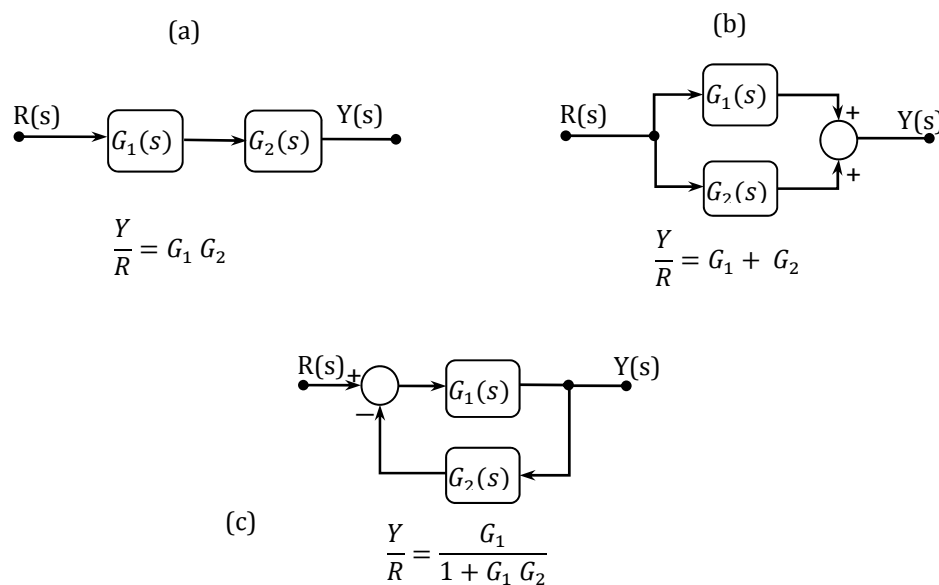 (a)
R(s) G₁(s) G₂(s) Y(s)
Y/R = G₁ G₂
(b)
R(s) G₁(s) + Y(s)
G₂(s) +
Y/R = G₁ + G₂
R(s) + G₁(s) Y(s)
− G₂(s)
(c)
Y/R = G₁/(1 + G₁ G₂)